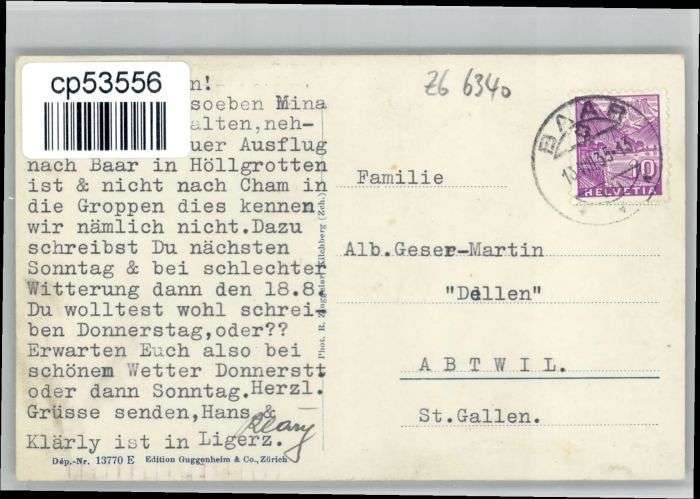 cp53556
Z6 6340
n!
soeben Mina
alten,neh-
uer Ausflug
nach Baar in Höllgrotten
ist & nicht nach Cham in
die Groppen dies kennen
wir nämlich nicht.Dazu
schreibst Du nächsten
Sonntag & bei schlechter
Witterung dann den 18.8.
Du wolltest wohl schrei-
ben Donnerstag,oder??
Erwarten Euch also bei
schönem Wetter Donnerstt
oder dann Sonntag.Herzl.
Grüsse senden,Hans &
Klärly ist in Ligerz.
Dép.-Nr. 13770 E Edition Guggenheim & Co., Zürich
Phot. R. Kilchberg (Zch.)
BAAR
10
HELVETIA
Familie
Alb.Geser-Martin
"Dellen"
ABTWIL.
St.Gallen.